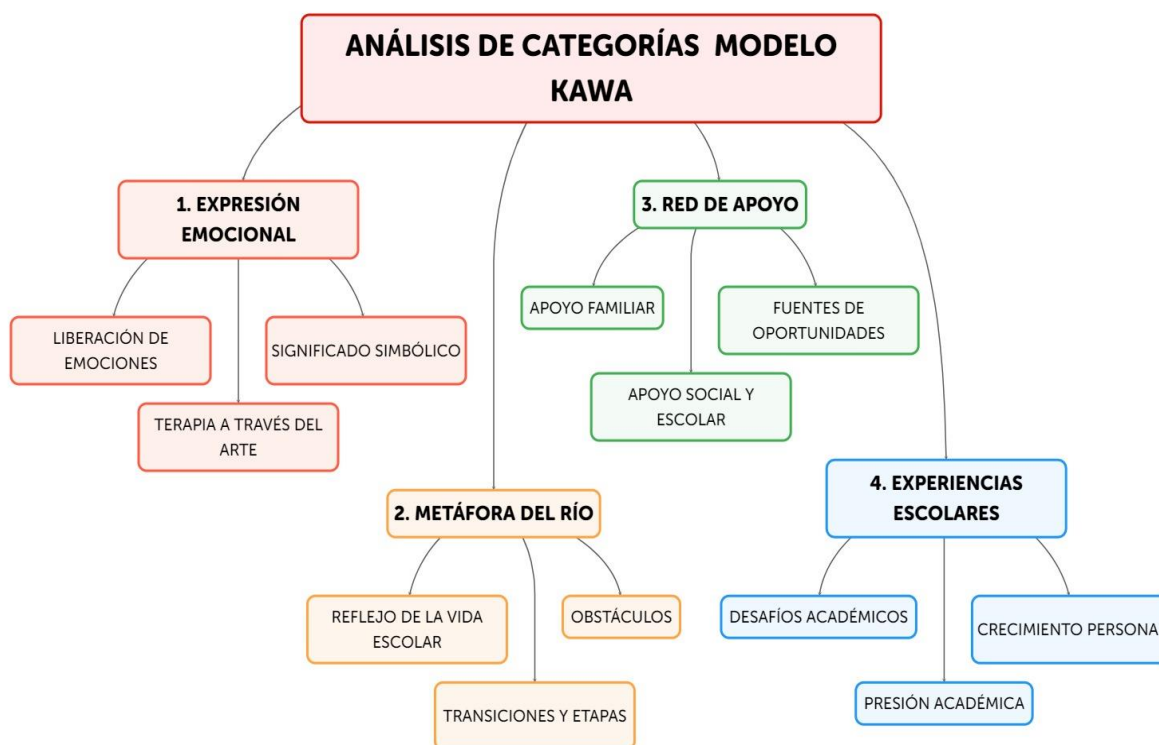 ANÁLISIS DE CATEGORÍAS MODELO
KAWA
1. EXPRESIÓN
EMOCIONAL
LIBERACIÓN DE
EMOCIONES
TERAPIA A TRAVÉS DEL
ARTE
SIGNIFICADO SIMBÓLICO
2. METÁFORA DEL RÍO
REFLEJO DE LA VIDA
ESCOLAR
TRANSICIONES Y ETAPAS
OBSTÁCULOS
3. RED DE APOYO
APOYO FAMILIAR
APOYO SOCIAL Y
ESCOLAR
FUENTES DE
OPORTUNIDADES
4. EXPERIENCIAS
ESCOLARES
DESAFÍOS ACADÉMICOS
PRESIÓN ACADÉMICA
CRECIMIENTO PERSONA